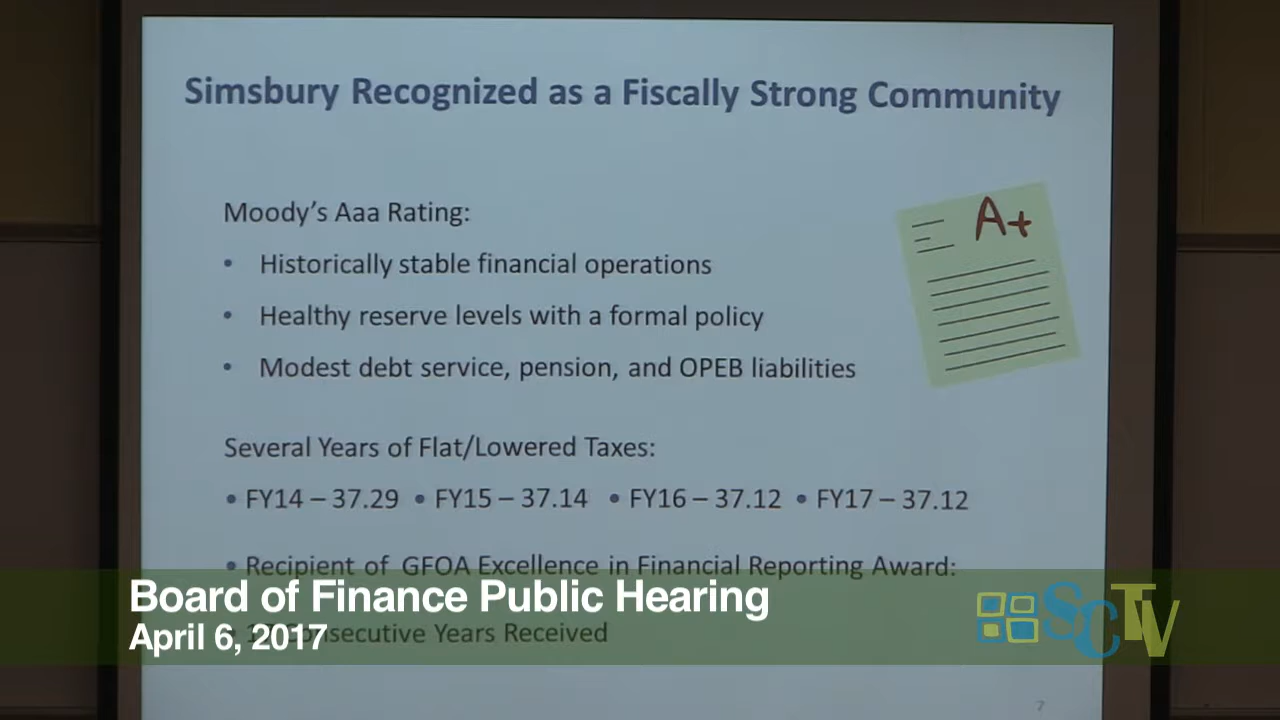 Simsbury Recognized as a Fiscally Strong Community
A+
Moody's Aaa Rating:
• Historically stable financial operations
• Healthy reserve levels with a formal policy
• Modest debt service, pension, and OPEB liabilities
Several Years of Flat/Lowered Taxes:
• FY14 – 37.29 • FY15 – 37.14 • FY16 – 37.12 • FY17 – 37.12
• Recipient of GFOA Excellence in Financial Reporting Award:
Consecutive Years Received
Board of Finance Public Hearing
April 6, 2017
SCTV
7